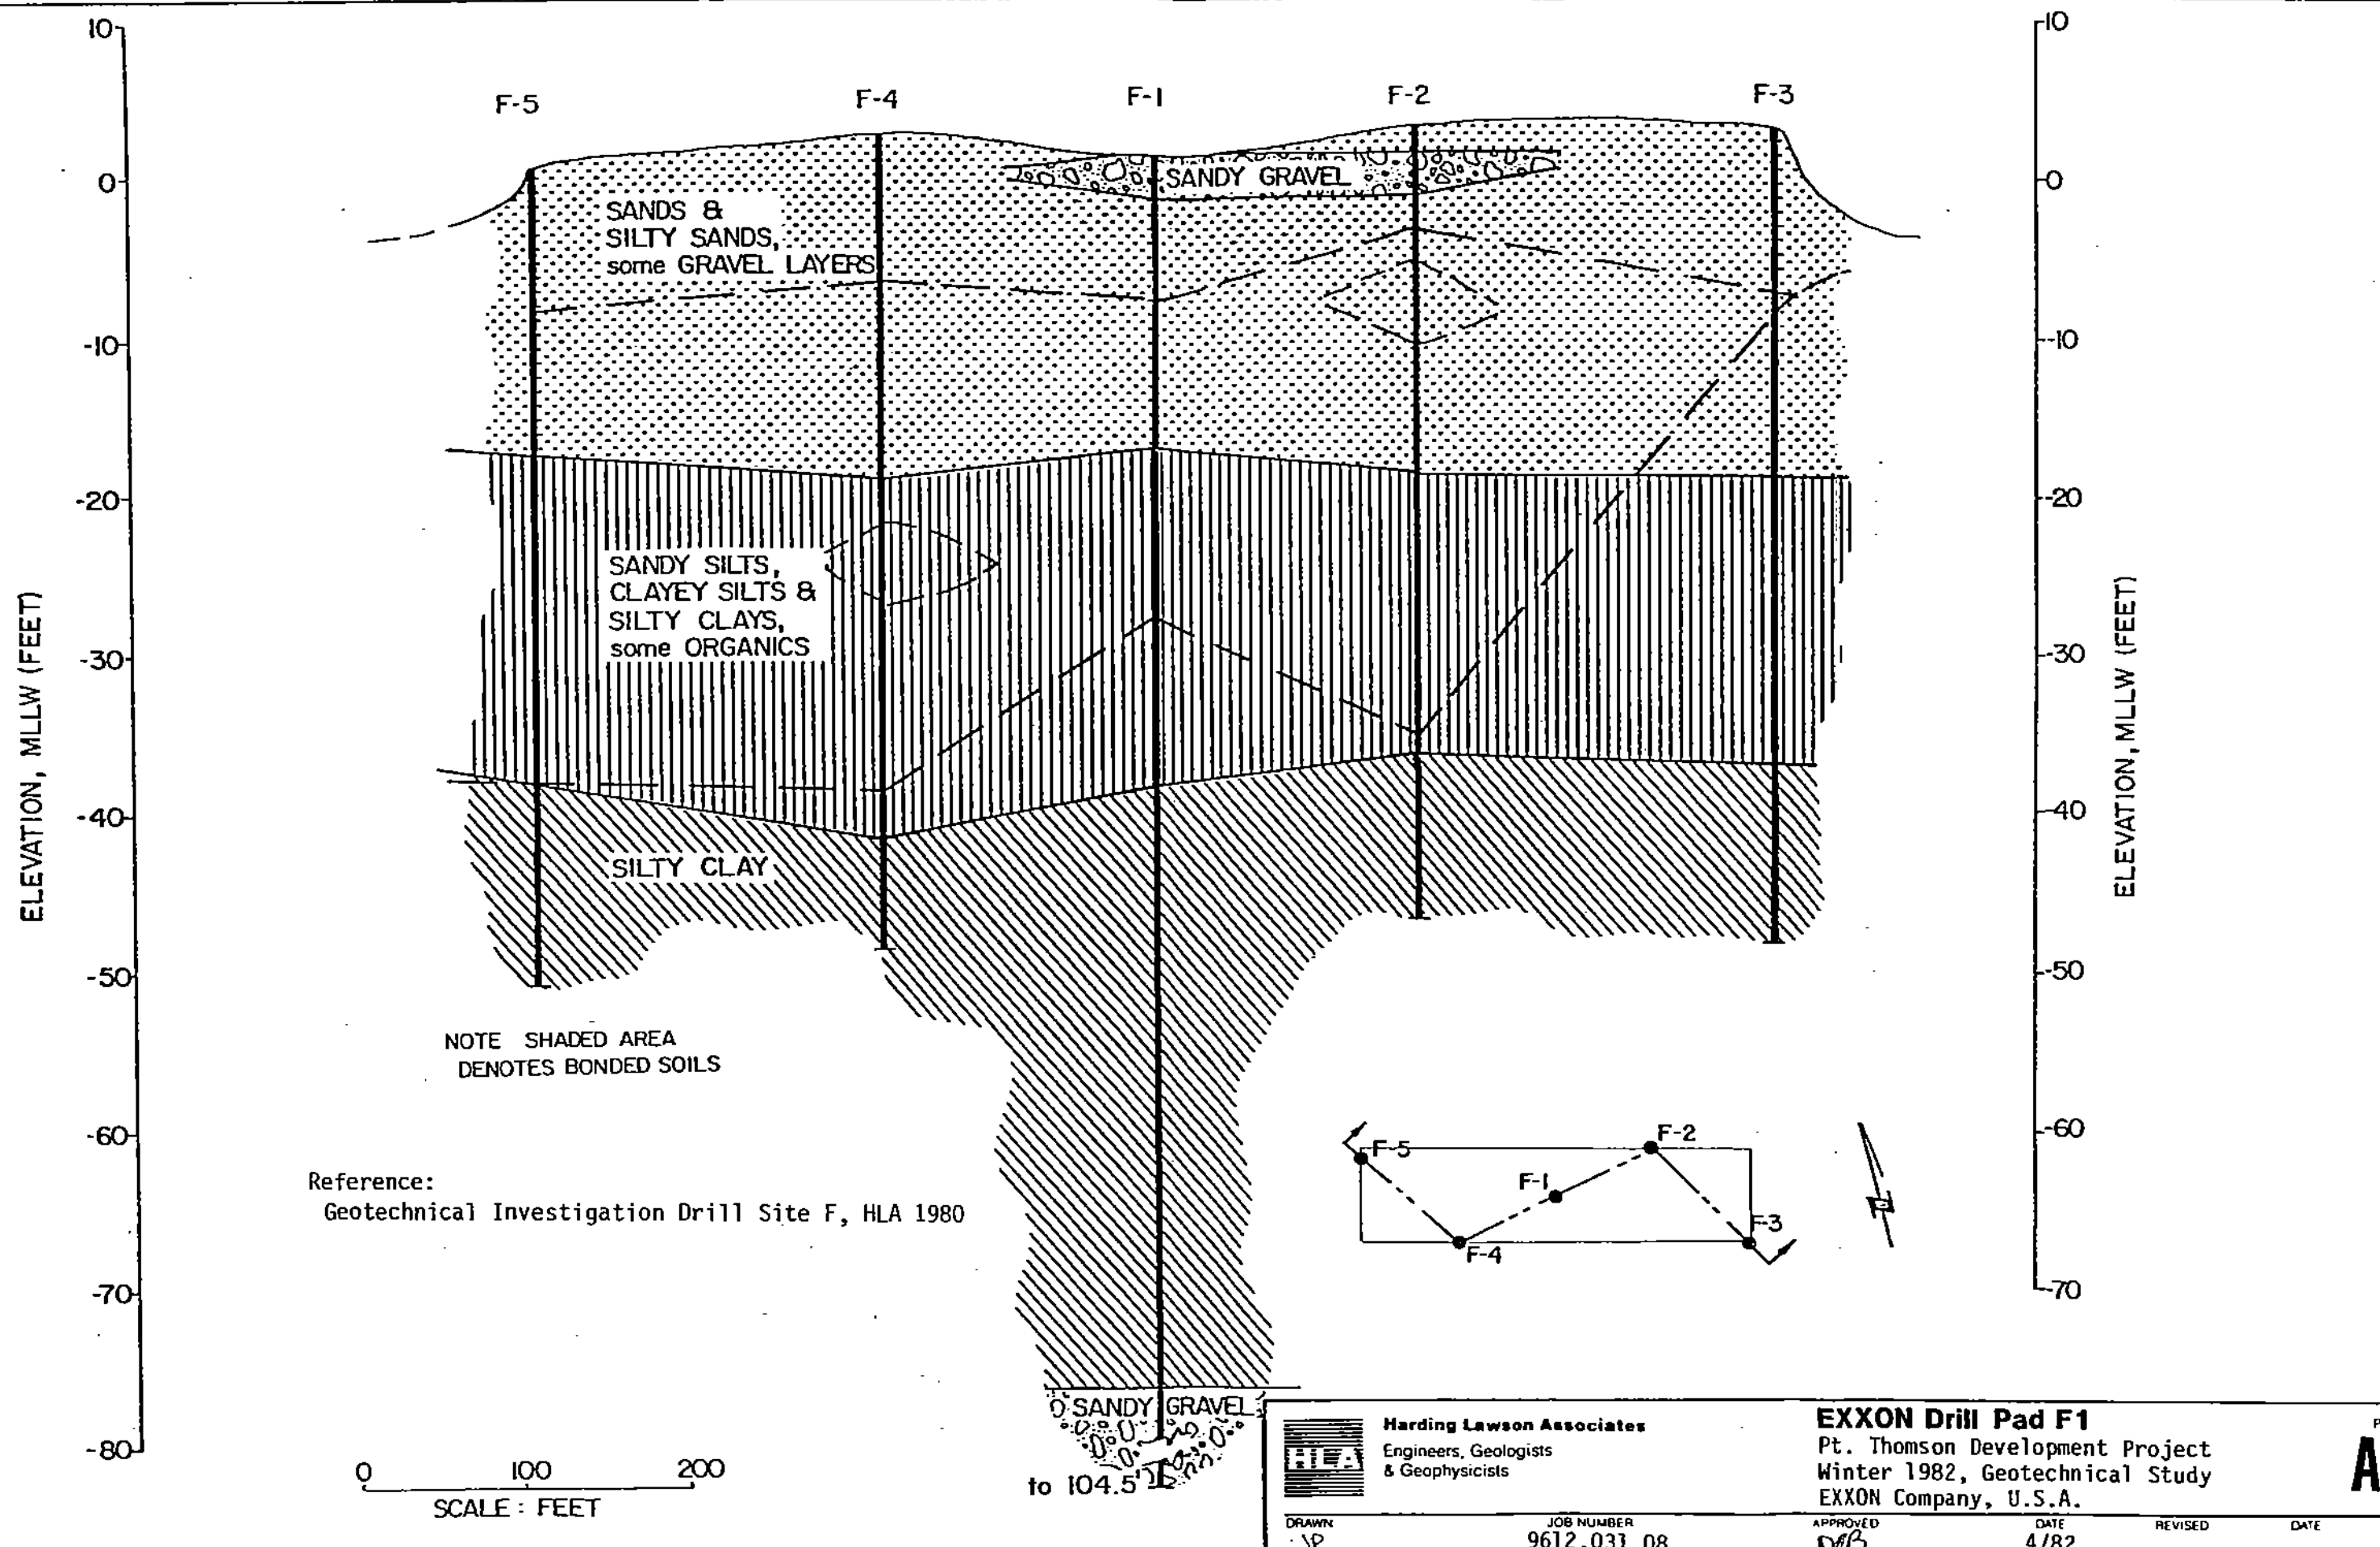 10
10
F-5
F-4
F-1
F-2
F-3
0
0
SANDY GRAVEL
SANDS &
SILTY SANDS,
some GRAVEL LAYERS
-10
-10
-20
-20
SANDY SILTS,
CLAYEY SILTS &
SILTY CLAYS,
some ORGANICS
ELEVATION, MLLW (FEET)
ELEVATION, MLLW (FEET)
-30
-30
-40
-40
SILTY CLAY
-50
-50
NOTE SHADED AREA
DENOTES BONDED SOILS
-60
-60
F-5
F-2
F-1
F-3
F-4
Reference:
Geotechnical Investigation Drill Site F, HLA 1980
-70
-70
SANDY GRAVEL
-80
to 104.5'
0 100 200
SCALE : FEET
HLA
Harding Lawson Associates
Engineers, Geologists
& Geophysicists
EXXON Drill Pad F1
Pt. Thomson Development Project
Winter 1982, Geotechnical Study
EXXON Company, U.S.A.
A
DRAWN
JOB NUMBER
9612,031 08
APPROVED
DATE
4/82
REVISED
DATE